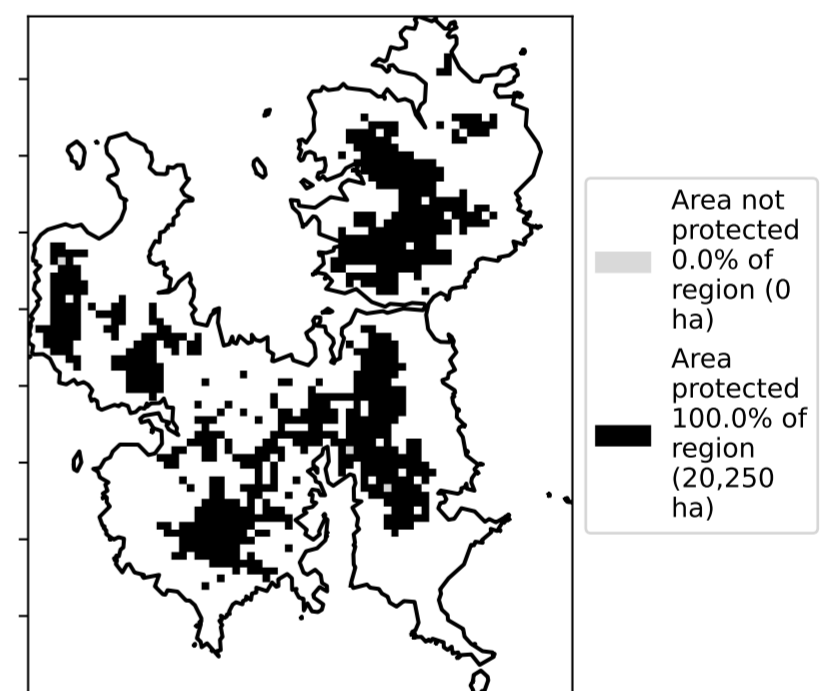 Area not
protected
0.0% of
region (0
ha)
Area
protected
100.0% of
region
(20,250
ha)